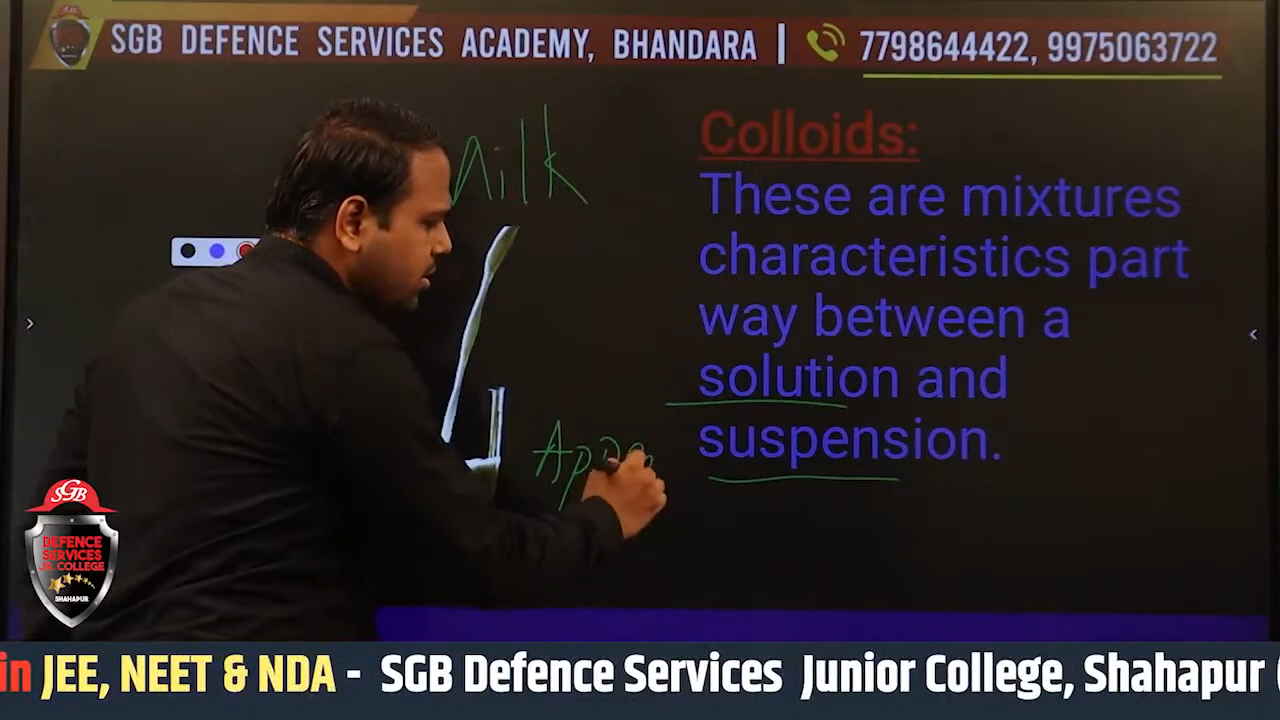 SGB DEFENCE SERVICES ACADEMY, BHANDARA | 7798644422, 9975063722
Milk
Colloids:
These are mixtures
characteristics part
way between a
solution and
suspension.
SGB
DEFENCE
SERVICES
JR. COLLEGE
SHAHAPUR
in JEE, NEET & NDA - SGB Defence Services Junior College, Shahapur (